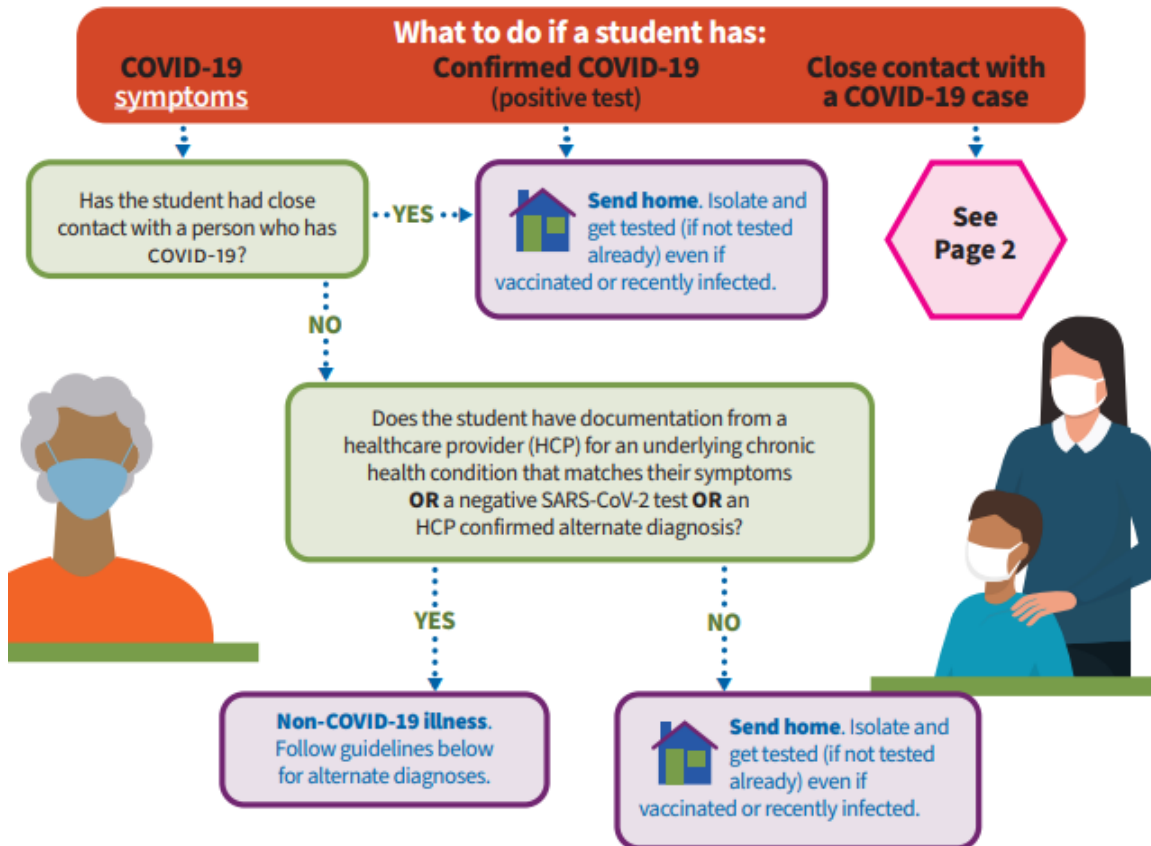 What to do if a student has:
COVID-19
symptoms
Confirmed COVID-19
(positive test)
Close contact with
a COVID-19 case
Has the student had close
contact with a person who has
COVID-19?
YES
Send home. Isolate and
get tested (if not tested
already) even if
vaccinated or recently infected.
See
Page 2
NO
Does the student have documentation from a
healthcare provider (HCP) for an underlying chronic
health condition that matches their symptoms
OR a negative SARS-CoV-2 test OR an
HCP confirmed alternate diagnosis?
YES
NO
Non-COVID-19 illness.
Follow guidelines below
for alternate diagnoses.
Send home. Isolate and
get tested (if not tested
already) even if
vaccinated or recently infected.